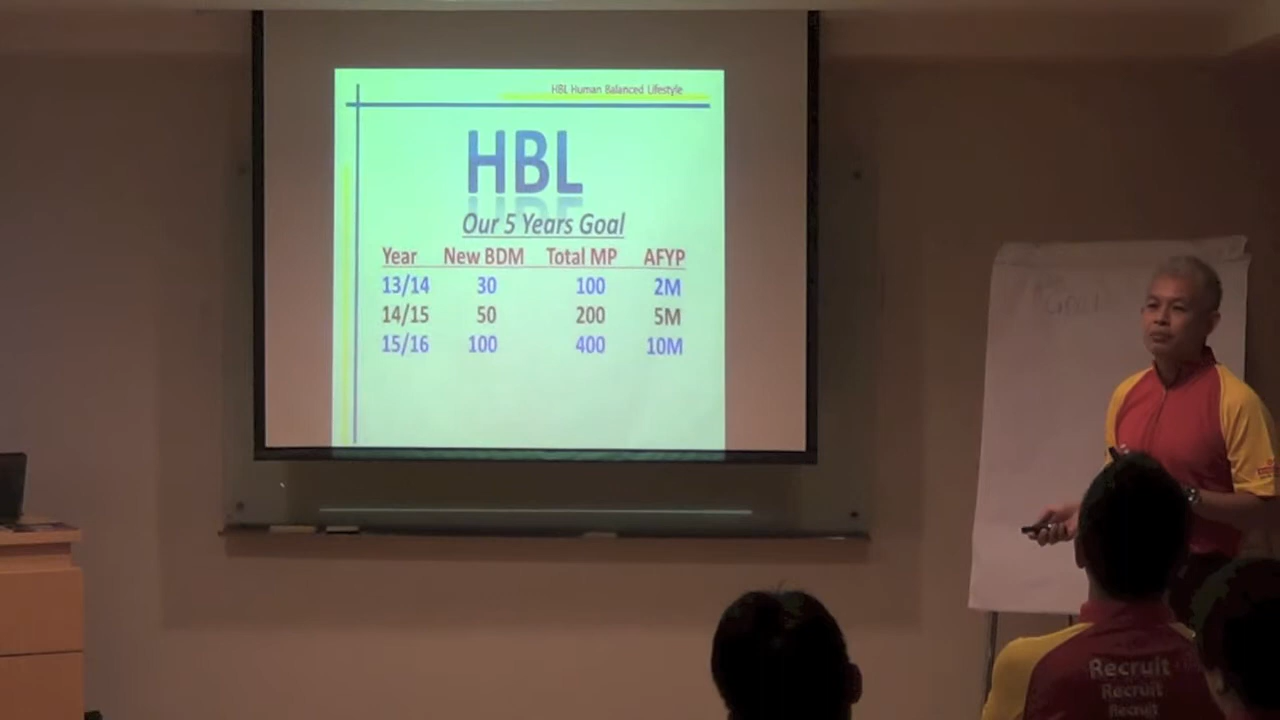 HBL Human Balanced Lifestyle
HBL
Our 5 Years Goal
Year New BDM Total MP AFYP
13/14 30 100 2M
14/15 50 200 5M
15/16 100 400 10M
Recruit
Recruit
Recruit